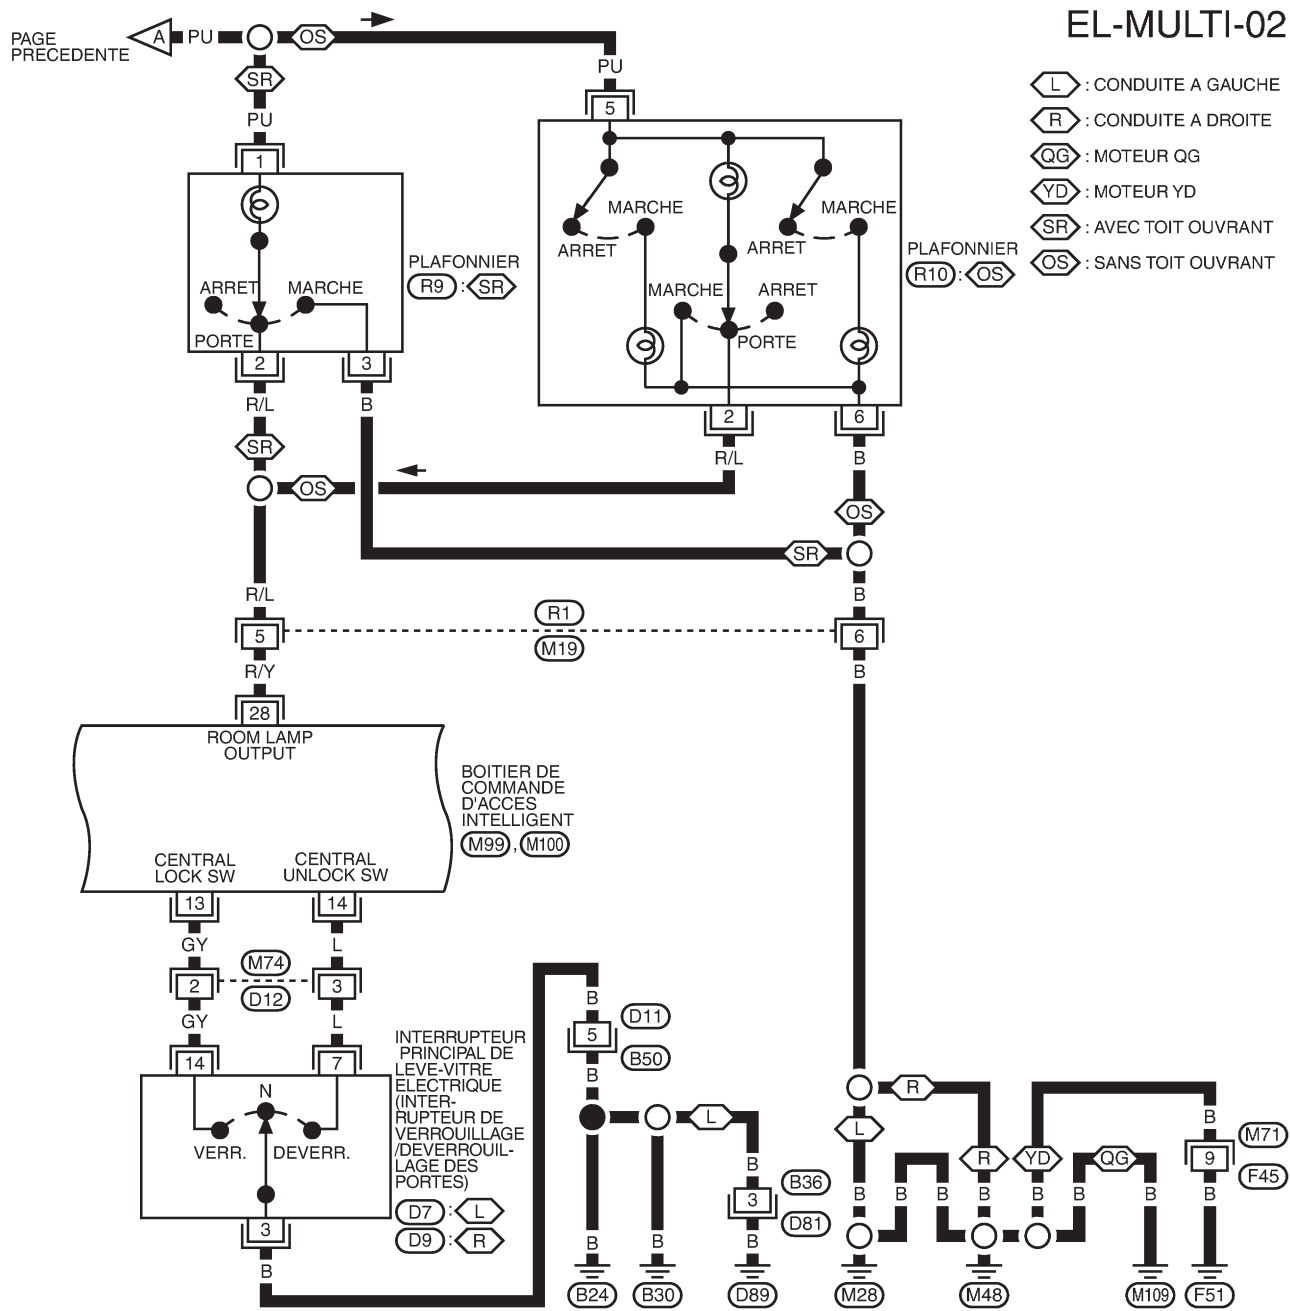 EL-MULTI-02
PAGE
PRECEDENTE
A
PU
OS
SR
PU
PU
L : CONDUITE A GAUCHE
R : CONDUITE A DROITE
QG : MOTEUR QG
YD : MOTEUR YD
SR : AVEC TOIT OUVRANT
OS : SANS TOIT OUVRANT
1
5
ARRET
MARCHE
PORTE
PLAFONNIER
R9 : SR
MARCHE
ARRET
MARCHE
ARRET
MARCHE
ARRET
PORTE
PLAFONNIER
R10 : OS
2
3
2
6
R/L
B
R/L
B
SR
OS
OS
SR
R/L
B
5
R1
M19
6
R/Y
B
28
ROOM LAMP
OUTPUT
BOITIER DE
COMMANDE
D'ACCES
INTELLIGENT
M99 , M100
CENTRAL
LOCK SW
CENTRAL
UNLOCK SW
13
14
GY
L
2
M74
D12
3
GY
L
14
7
N
VERR.
DEVERR.
3
B
INTERRUPTEUR
PRINCIPAL DE
LEVE-VITRE
ELECTRIQUE
(INTER-
RUPTEUR DE
VERROUILLAGE
/DEVERROUIL-
LAGE DES
PORTES)
D7 : L
D9 : R
B
5
D11
B50
B
L
B
3
B36
D81
B
B
B
B24
B30
D89
R
L
R
YD
QG
B
9
M71
F45
B
B
B
B
B
B
B
B
M28
M48
M109
F51